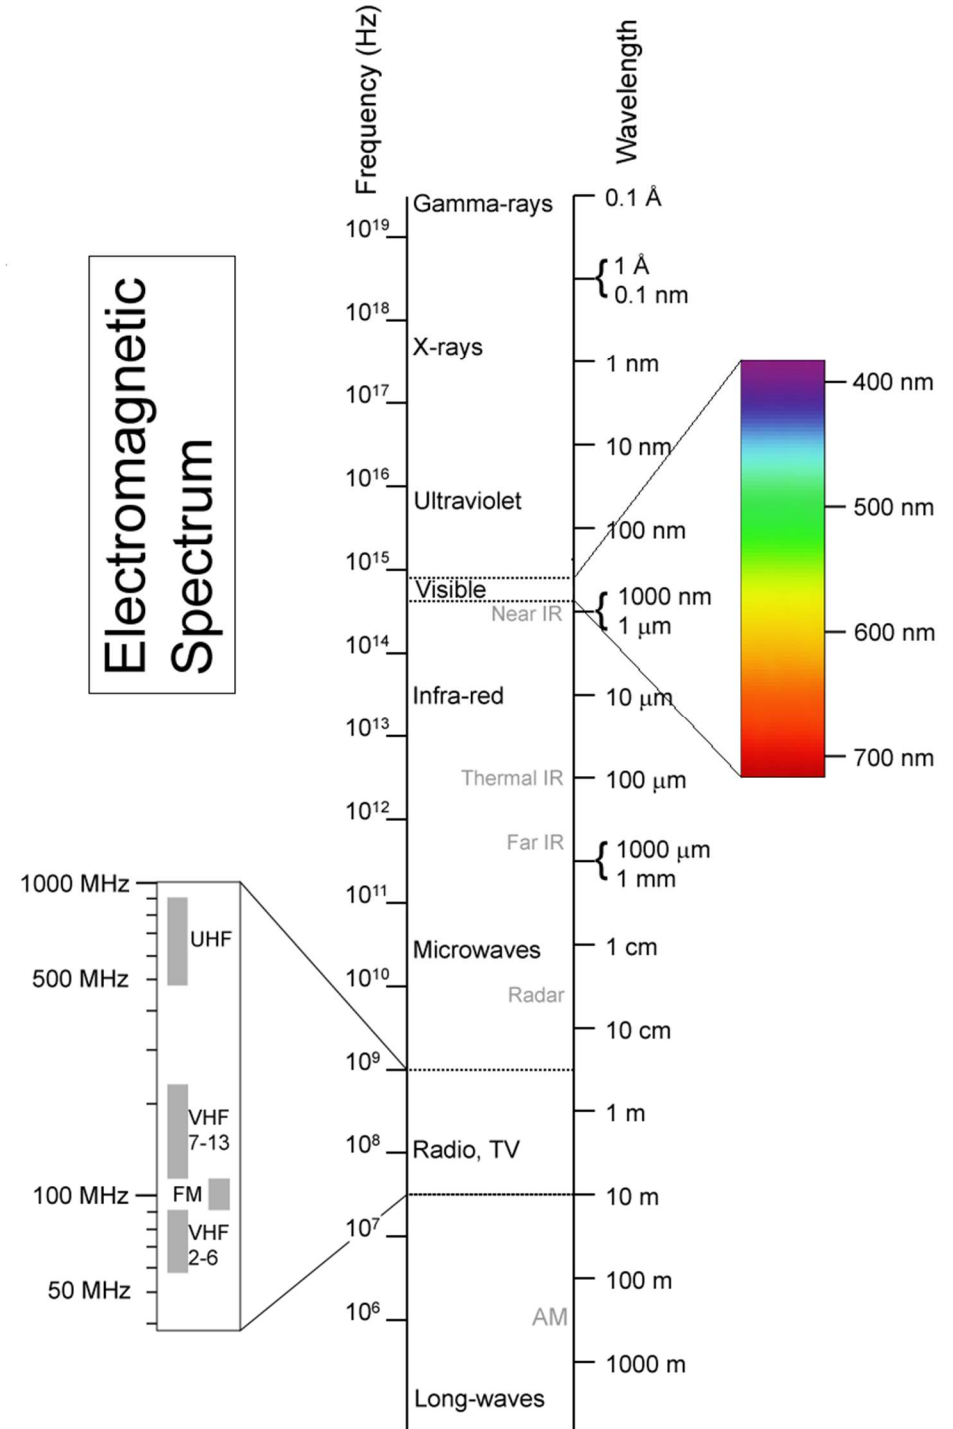 Frequency (Hz)
Wavelength
Electromagnetic
Spectrum
Gamma-rays
0.1 Å
10¹⁹
1 Å
0.1 nm
10¹⁸
X-rays
1 nm
10¹⁷
10 nm
10¹⁶
Ultraviolet
100 nm
10¹⁵
Visible
1000 nm
Near IR
1 μm
10¹⁴
Infra-red
10 μm
10¹³
Thermal IR
100 μm
10¹²
Far IR
1000 μm
1 mm
10¹¹
Microwaves
1 cm
10¹⁰
Radar
10 cm
10⁹
1 m
10⁸
Radio, TV
10 m
10⁷
100 m
10⁶
AM
1000 m
Long-waves
400 nm
500 nm
600 nm
700 nm
1000 MHz
UHF
500 MHz
VHF
7-13
100 MHz
FM
VHF
2-6
50 MHz